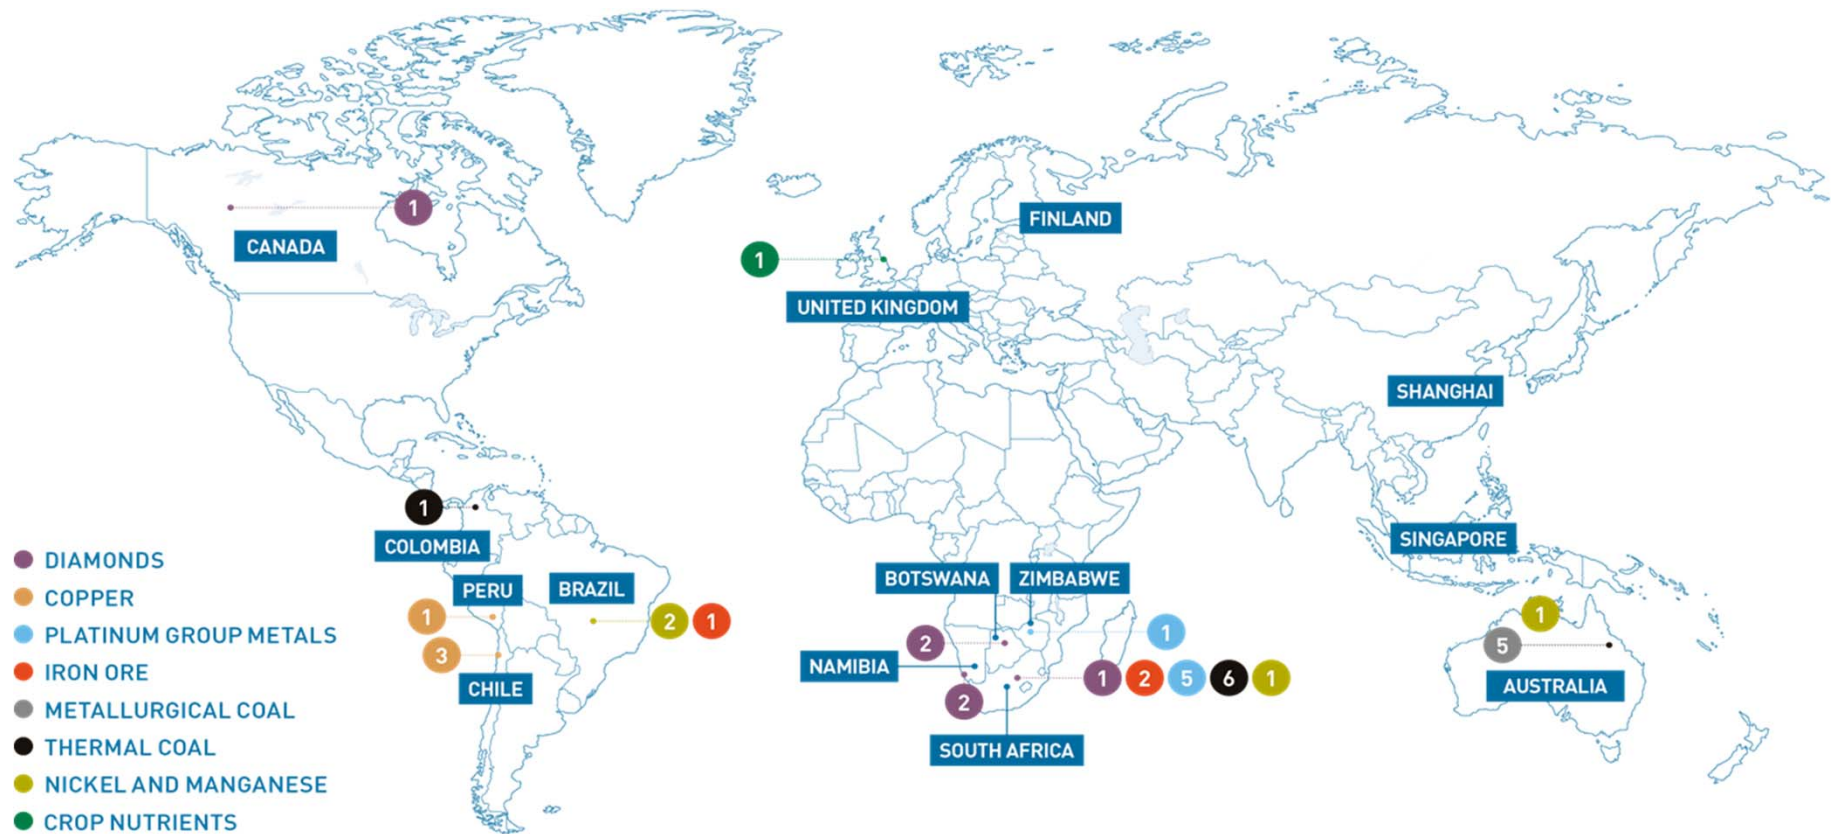 1
CANADA
FINLAND
1
UNITED KINGDOM
SHANGHAI
1
COLOMBIA
SINGAPORE
PERU
BRAZIL
1
2 1
3
CHILE
BOTSWANA
ZIMBABWE
2
1
NAMIBIA
2
1 2 5 6 1
SOUTH AFRICA
1
5
AUSTRALIA
DIAMONDS
COPPER
PLATINUM GROUP METALS
IRON ORE
METALLURGICAL COAL
THERMAL COAL
NICKEL AND MANGANESE
CROP NUTRIENTS